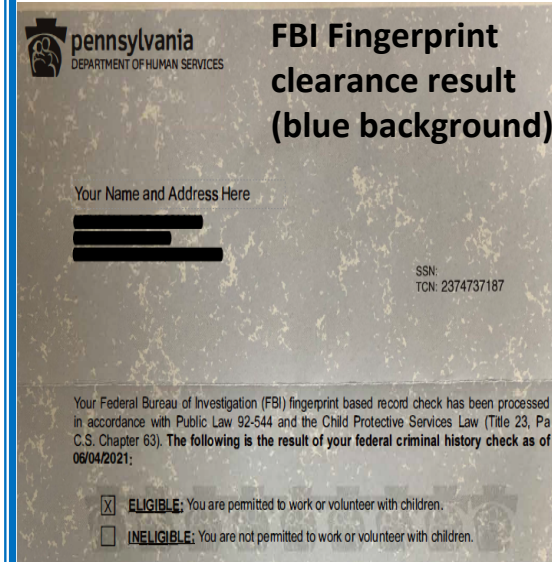 pennsylvania
DEPARTMENT OF HUMAN SERVICES
FBI Fingerprint
clearance result
(blue background)
Your Name and Address Here
SSN:
TCN: 2374737187
Your Federal Bureau of Investigation (FBI) fingerprint based record check has been processed
in accordance with Public Law 92-544 and the Child Protective Services Law (Title 23, Pa
C.S. Chapter 63). The following is the result of your federal criminal history check as of
06/04/2021:
X ELIGIBLE: You are permitted to work or volunteer with children.
INELIGIBLE: You are not permitted to work or volunteer with children.